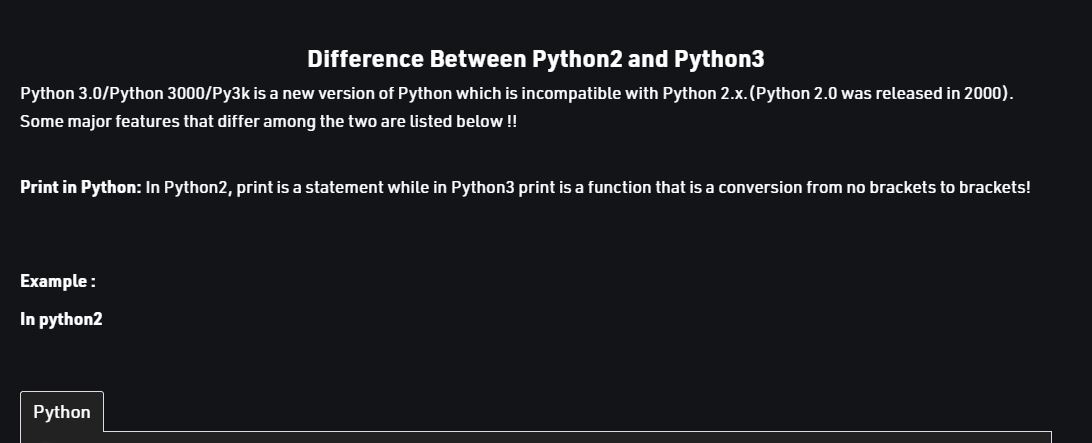 Difference Between Python2 and Python3
Python 3.0/Python 3000/Py3k is a new version of Python which is incompatible with Python 2.x.(Python 2.0 was released in 2000).
Some major features that differ among the two are listed below !!
Print in Python: In Python2, print is a statement while in Python3 print is a function that is a conversion from no brackets to brackets!
Example :
In python2
Python